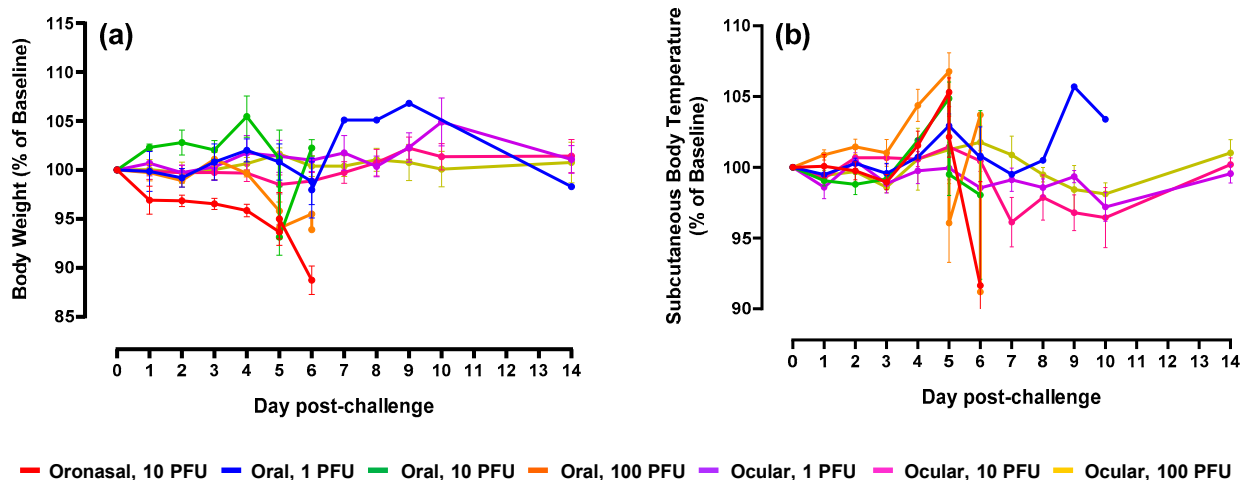 (a)
Body Weight (% of Baseline)
115
110
105
100
95
90
85
0 1 2 3 4 5 6 7 8 9 10 11 12 13 14
Day post-challenge
(b)
Subcutaneous Body Temperature
(% of Baseline)
110
105
100
95
90
0 1 2 3 4 5 6 7 8 9 10 11 12 13 14
Day post-challenge
Oronasal, 10 PFU Oral, 1 PFU Oral, 10 PFU Oral, 100 PFU Ocular, 1 PFU Ocular, 10 PFU Ocular, 100 PFU